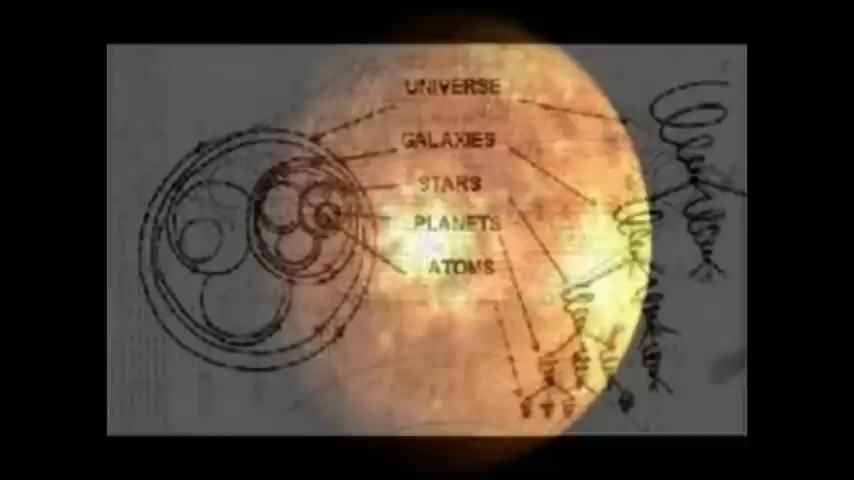 UNIVERSE
GALAXIES
STARS
PLANETS
ATOMS